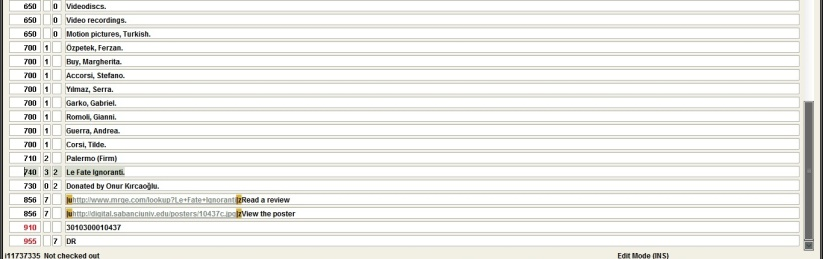 650 0 Videodiscs.
650 0 Video recordings.
650 0 Motion pictures, Turkish.
700 1 Özpetek, Ferzan.
700 1 Buy, Margherita.
700 1 Accorsi, Stefano.
700 1 Yılmaz, Serra.
700 1 Garko, Gabriel.
700 1 Romoli, Gianni.
700 1 Guerra, Andrea.
700 1 Corsi, Tilde.
710 2 Palermo (Firm)
740 3 2 Le Fate Ignoranti.
730 0 2 Donated by Onur Kırcaoğlu.
856 7 |uhttp://www.mrqe.com/lookup?Le+Fate+Ignoranti|zRead a review
856 7 |uhttp://digital.sabanciuniv.edu/posters/10437c.jpg|zView the poster
910 3010300010437
955 7 DR
i11737335 Not checked out Edit Mode (INS)